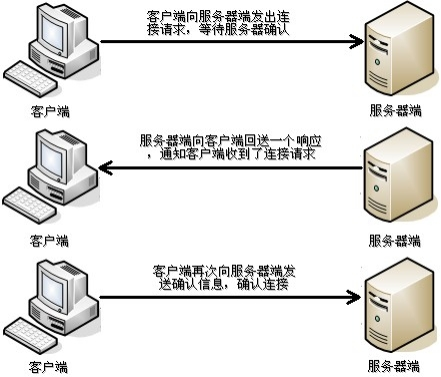 客户端向服务器端发出连
接请求，等待服务器确认
客户端
服务器端
服务器端向客户端回送一个响应
，通知客户端收到了连接请求
客户端
服务器端
客户端再次向服务器端发
送确认信息，确认连接
客户端
服务器端